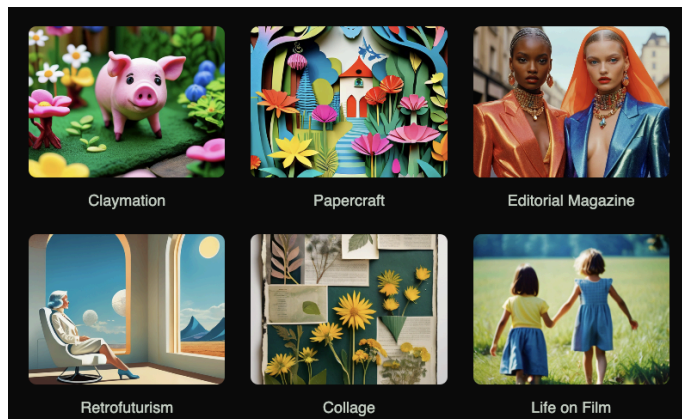 Claymation
Papercraft
Editorial Magazine
Retrofuturism
Collage
Life on Film